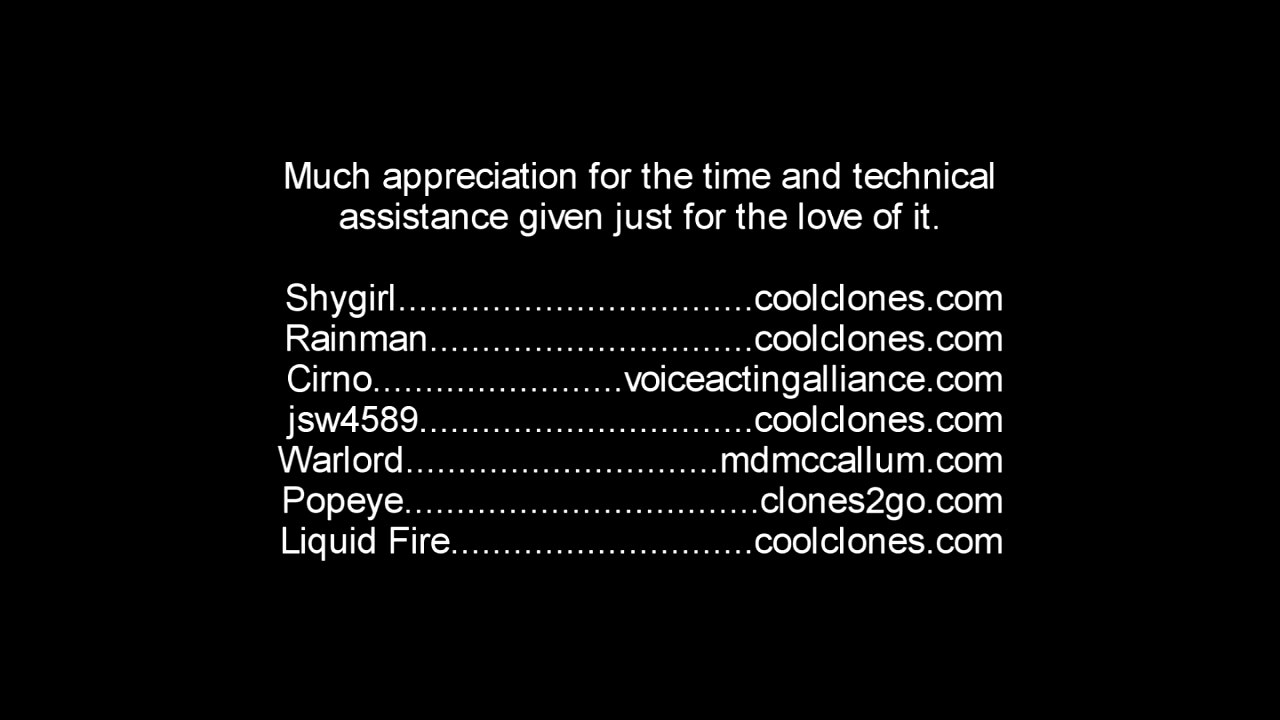 Much appreciation for the time and technical
assistance given just for the love of it.
Shygirl..................................coolclones.com
Rainman...............................coolclones.com
Cirno........................voiceactingalliance.com
jsw4589................................coolclones.com
Warlord..............................mdmccallum.com
Popeye..................................clones2go.com
Liquid Fire.............................coolclones.com